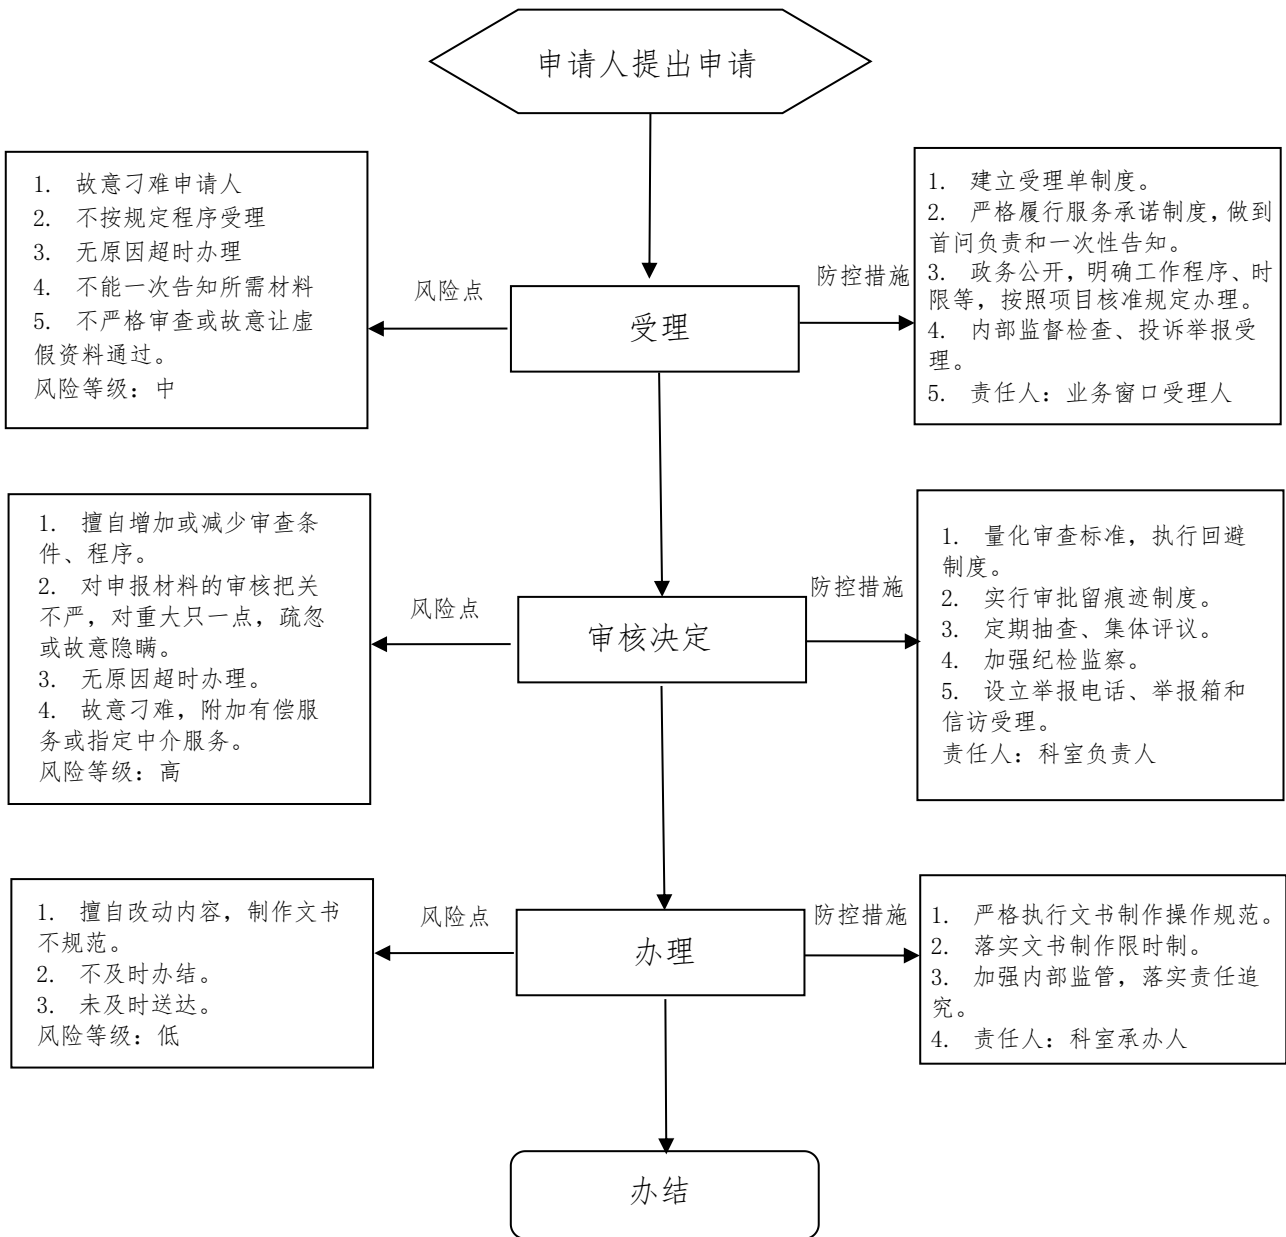 申请人提出申请
1. 故意刁难申请人
2. 不按规定程序受理
3. 无原因超时办理
4. 不能一次告知所需材料
5. 不严格审查或故意让虚
假资料通过。
风险等级：中
风险点
受理
防控措施
1. 建立受理单制度。
2. 严格履行服务承诺制度，做到
首问负责和一次性告知。
3. 政务公开，明确工作程序、时
限等，按照项目核准规定办理。
4. 内部监督检查、投诉举报受
理。
5. 责任人：业务窗口受理人
1. 擅自增加或减少审查条
件、程序。
2. 对申报材料的审核把关
不严，对重大只一点，疏忽
或故意隐瞒。
3. 无原因超时办理。
4. 故意刁难，附加有偿服
务或指定中介服务。
风险等级：高
风险点
审核决定
防控措施
1. 量化审查标准，执行回避
制度。
2. 实行审批留痕迹制度。
3. 定期抽查、集体评议。
4. 加强纪检监察。
5. 设立举报电话、举报箱和
信访受理。
责任人：科室负责人
1. 擅自改动内容，制作文书
不规范。
2. 不及时办结。
3. 未及时送达。
风险等级：低
风险点
办理
防控措施
1. 严格执行文书制作操作规范。
2. 落实文书制作限时制。
3. 加强内部监管，落实责任追
究。
4. 责任人：科室承办人
办结